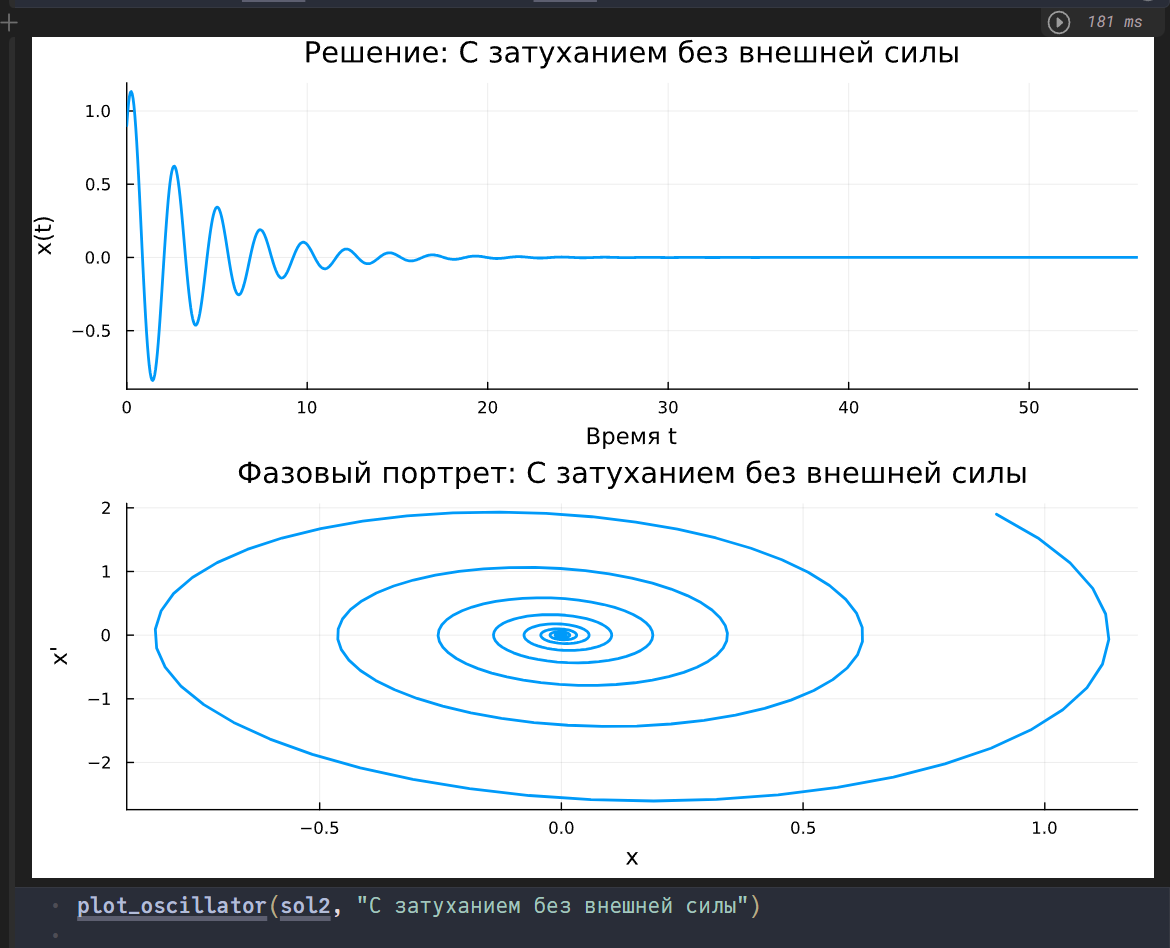 181 ms
Решение: С затуханием без внешней силы
1.0
0.5
0.0
−0.5
x(t)
0 10 20 30 40 50
Время t
Фазовый портрет: С затуханием без внешней силы
2
1
0
−1
−2
x'
−0.5 0.0 0.5 1.0
x
plot_oscillator(sol2, "С затуханием без внешней силы")